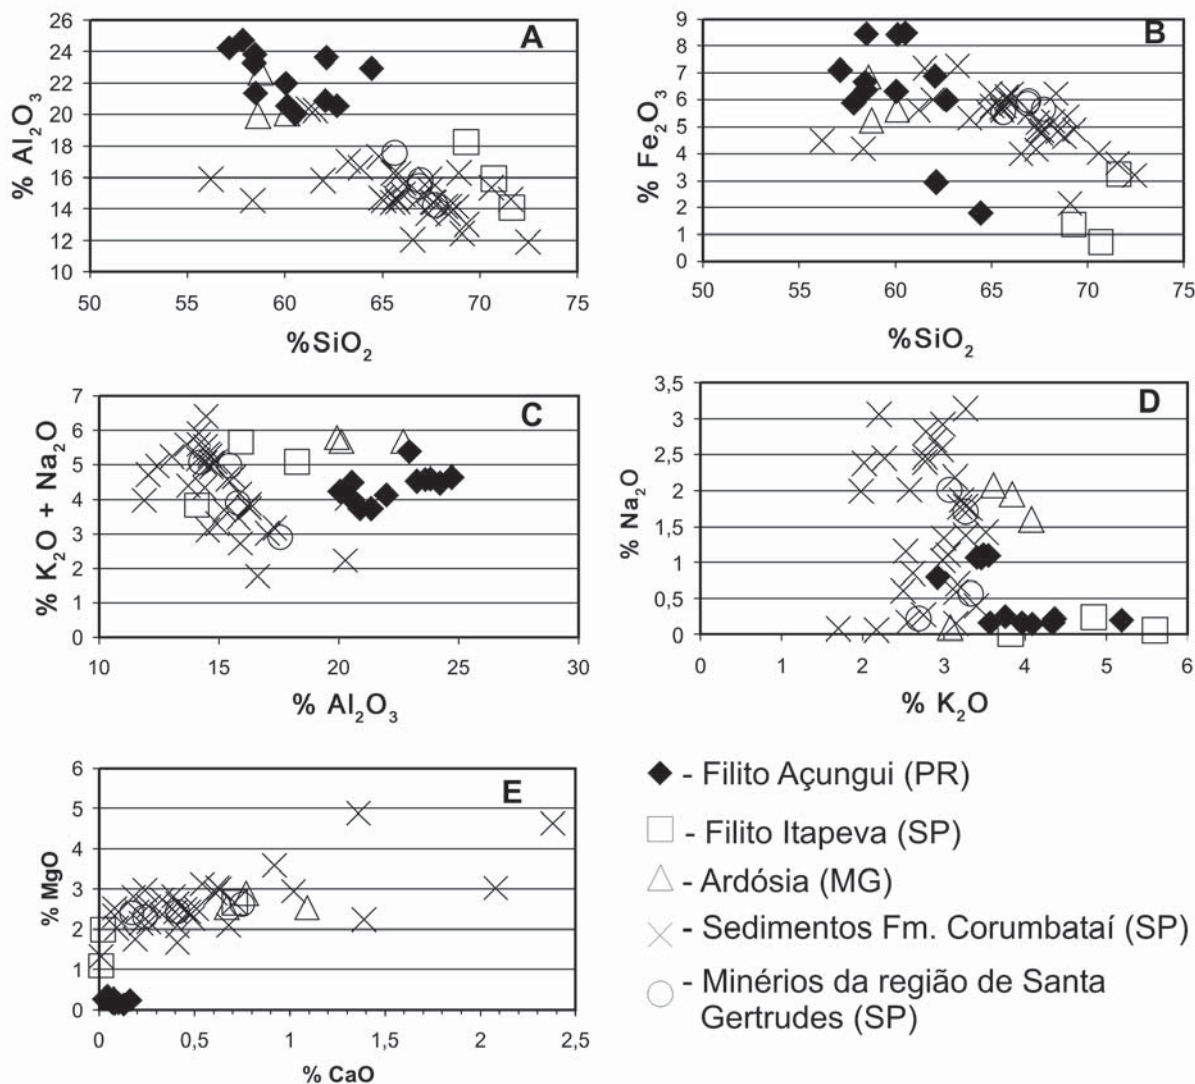 A
% Al₂O₃
26
24
22
20
18
16
14
12
10
50 55 60 65 70 75
%SiO₂
B
% Fe₂O₃
9
8
7
6
5
4
3
2
1
0
50 55 60 65 70 75
%SiO₂
C
% K₂O + Na₂O
7
6
5
4
3
2
1
0
10 15 20 25 30
% Al₂O₃
D
% Na₂O
3,5
3
2,5
2
1,5
1
0,5
0
0 1 2 3 4 5 6
% K₂O
E
% MgO
6
5
4
3
2
1
0
0 0,5 1 1,5 2 2,5
% CaO
- Filito Açungui (PR)
- Filito Itapeva (SP)
- Ardósia (MG)
- Sedimentos Fm. Corumbataí (SP)
- Minérios da região de Santa
Gertrudes (SP)